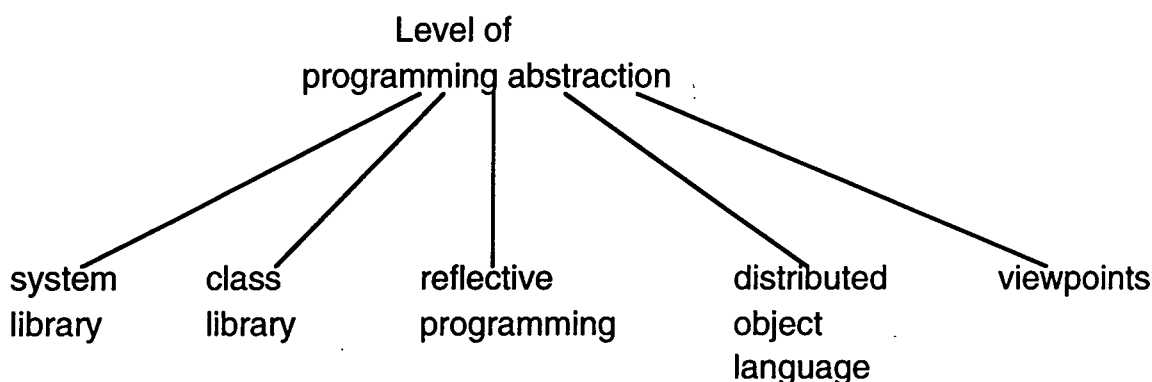 Level of
programming abstraction
system
library
class
library
reflective
programming
distributed
object
language
viewpoints